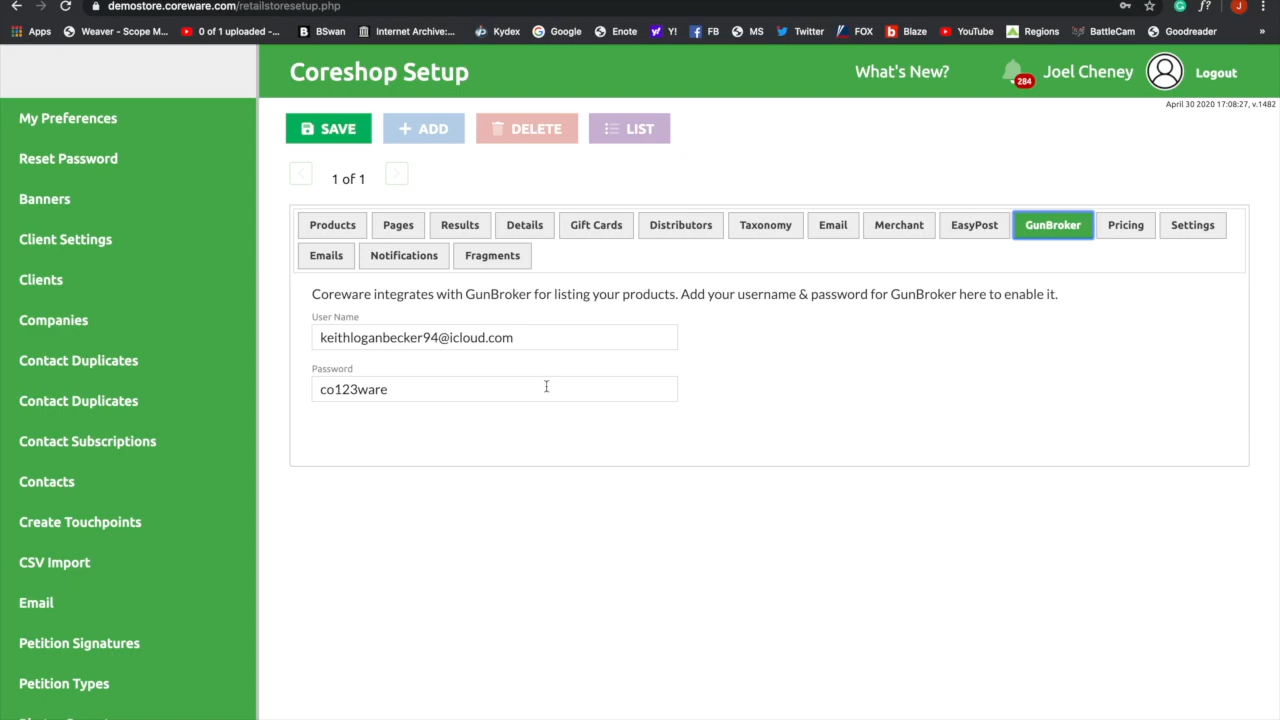 demostore.coreware.com/retailstoresetup.php
Apps Weaver - Scope M... 0 of 1 uploaded -... BSwan Internet Archive:... Kydex Google Enote Y! FB MS Twitter FOX Blaze YouTube Regions BattleCam Goodreader »
Coreshop Setup What's New? 284 Joel Cheney Logout
April 30 2020 17:08:27, v.1482
My Preferences
Reset Password
Banners
Client Settings
Clients
Companies
Contact Duplicates
Contact Duplicates
Contact Subscriptions
Contacts
Create Touchpoints
CSV Import
Email
Petition Signatures
Petition Types
SAVE ADD DELETE LIST
1 of 1
Products Pages Results Details Gift Cards Distributors Taxonomy Email Merchant EasyPost GunBroker Pricing Settings
Emails Notifications Fragments
Coreware integrates with GunBroker for listing your products. Add your username & password for GunBroker here to enable it.
User Name
keithloganbecker94@icloud.com
Password
co123ware